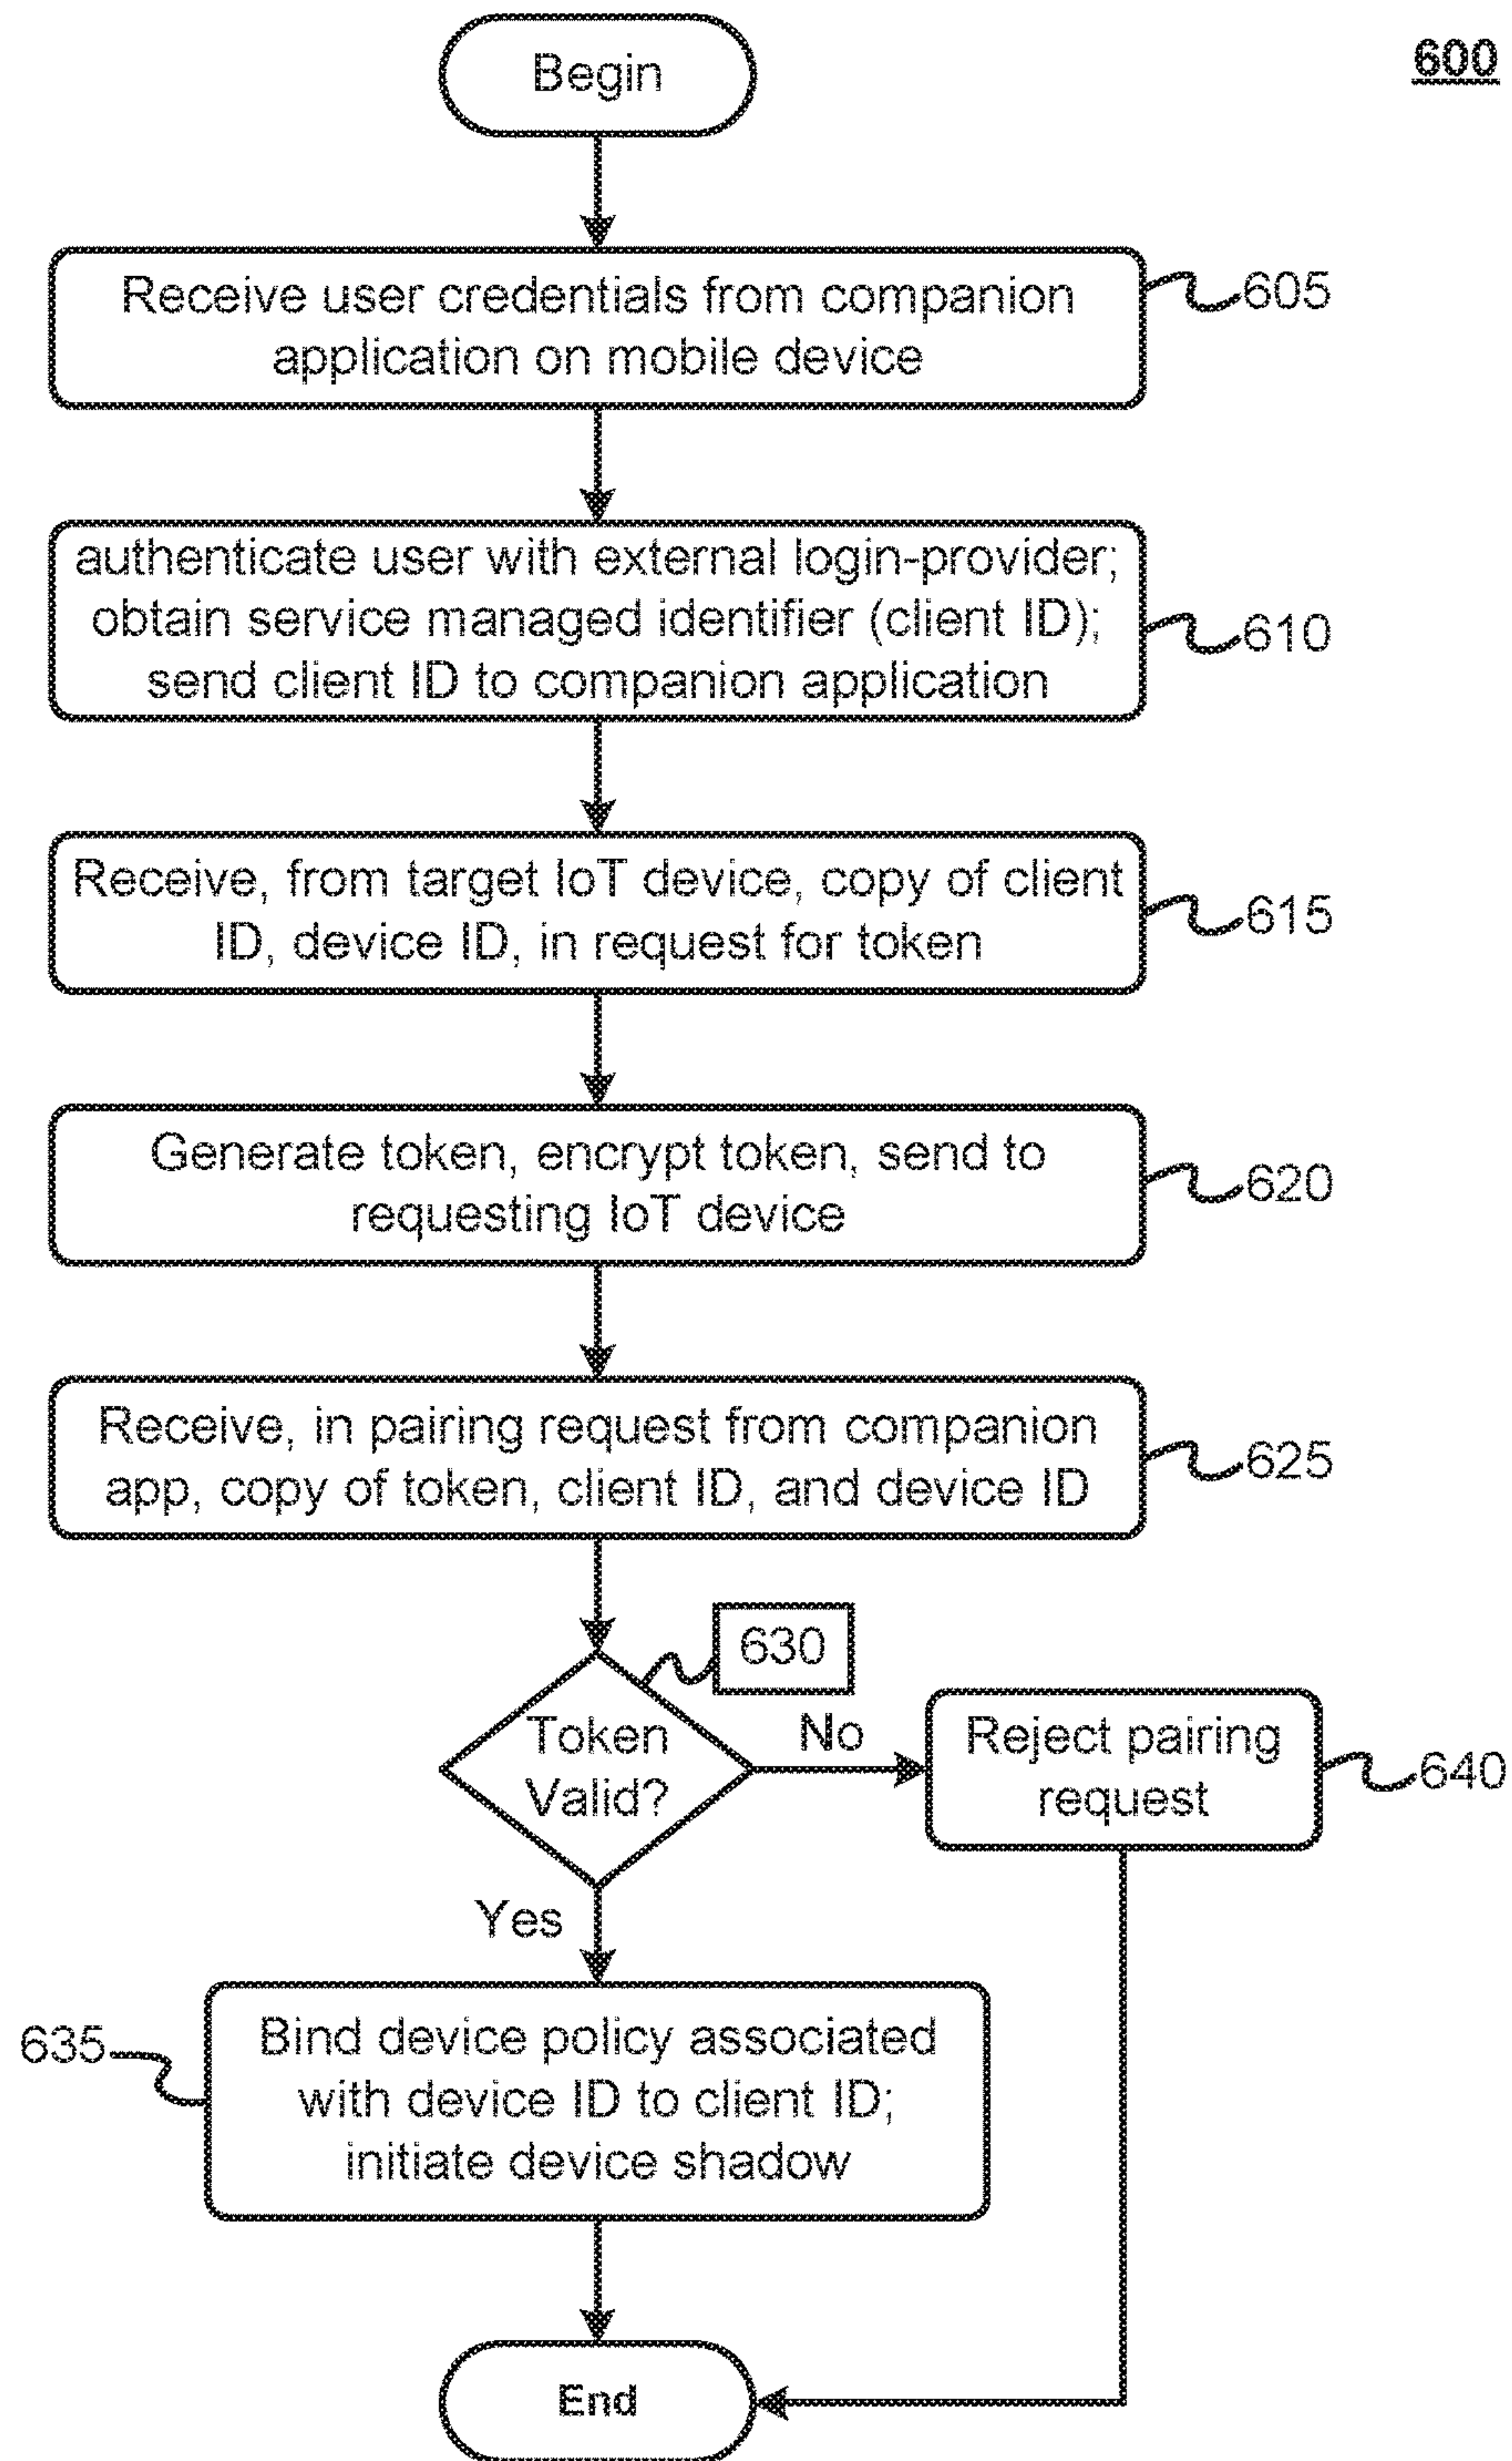 600
Begin
Receive user credentials from companion
application on mobile device
605
authenticate user with external login-provider;
obtain service managed identifier (client ID);
send client ID to companion application
610
Receive, from target IoT device, copy of client
ID, device ID, in request for token
615
Generate token, encrypt token, send to
requesting IoT device
620
Receive, in pairing request from companion
app, copy of token, client ID, and device ID
625
630
Token
Valid?
No
Reject pairing
request
640
Yes
635
Bind device policy associated
with device ID to client ID;
initiate device shadow
End